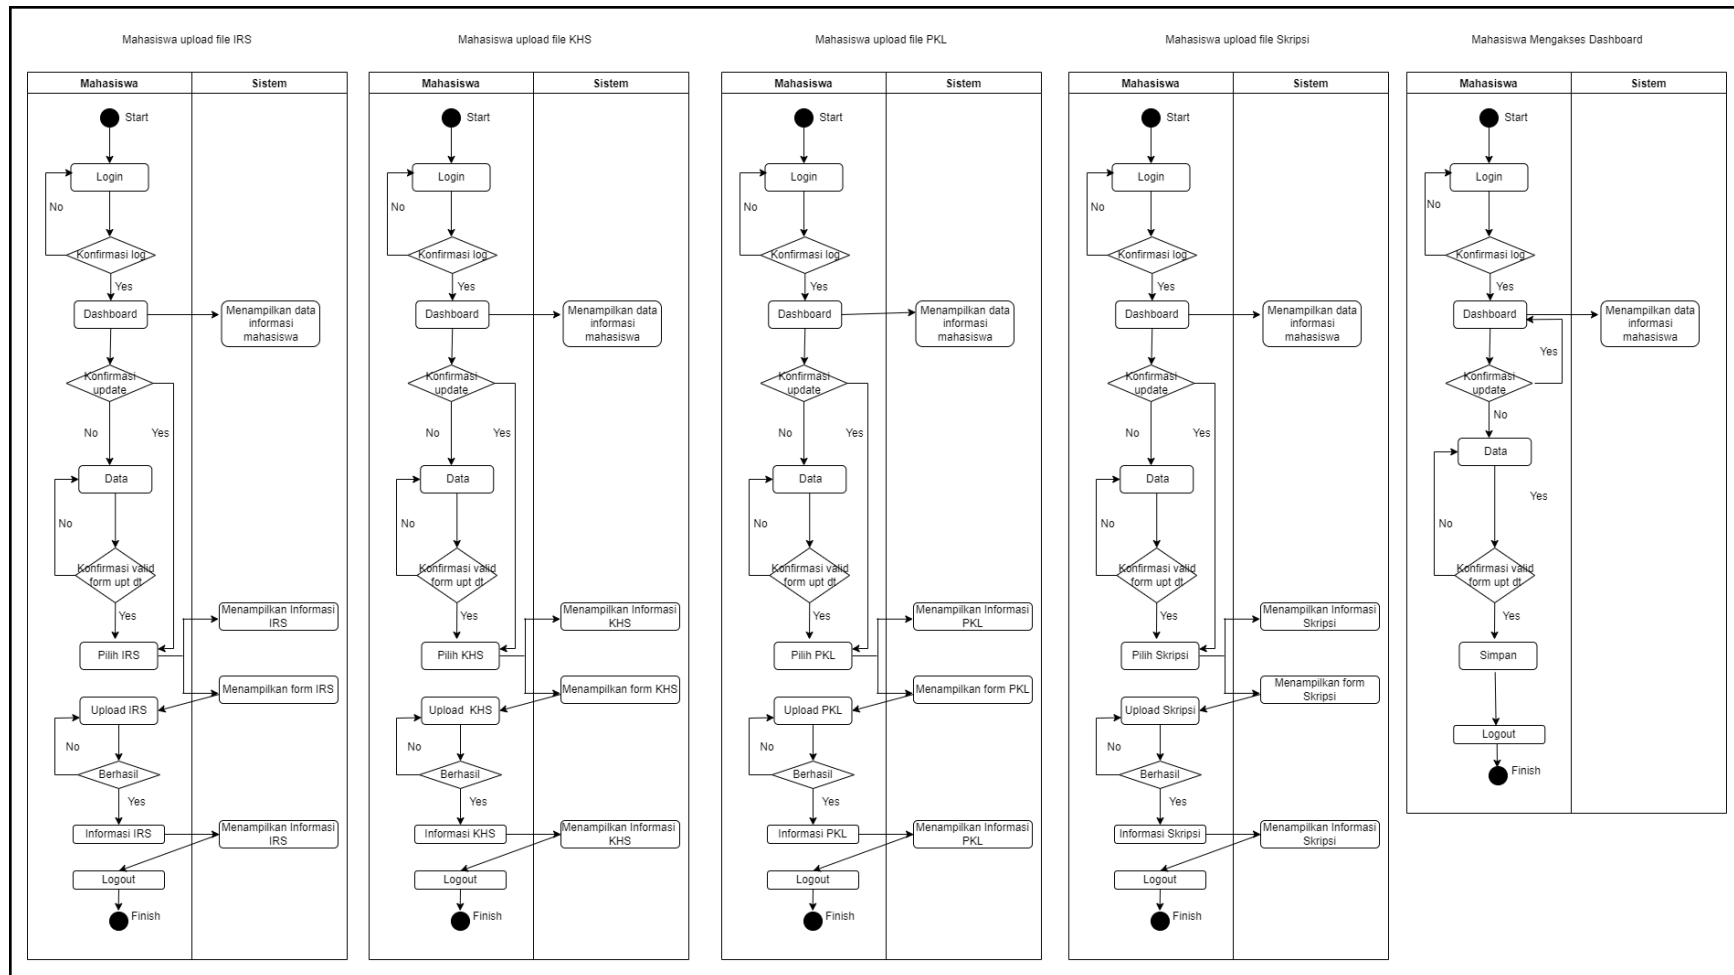 Mahasiswa upload file IRS
Mahasiswa
Sistem
Start
Login
No
Konfirmasi log
Yes
Dashboard
Menampilkan data
informasi
mahasiswa
Konfirmasi
update
No
Yes
Data
No
Konfirmasi valid
form upt dt
Yes
Menampilkan Informasi
IRS
Pilih IRS
Menampilkan form IRS
Upload IRS
No
Berhasil
Yes
Informasi IRS
Menampilkan Informasi
IRS
Logout
Finish
Mahasiswa upload file KHS
Mahasiswa
Sistem
Start
Login
No
Konfirmasi log
Yes
Dashboard
Menampilkan data
informasi
mahasiswa
Konfirmasi
update
No
Yes
Data
No
Konfirmasi valid
form upt dt
Yes
Menampilkan Informasi
KHS
Pilih KHS
Menampilkan form KHS
Upload KHS
No
Berhasil
Yes
Informasi KHS
Menampilkan Informasi
KHS
Logout
Finish
Mahasiswa upload file PKL
Mahasiswa
Sistem
Start
Login
No
Konfirmasi log
Yes
Dashboard
Menampilkan data
informasi
mahasiswa
Konfirmasi
update
No
Yes
Data
No
Konfirmasi valid
form upt dt
Yes
Menampilkan Informasi
PKL
Pilih PKL
Menampilkan form PKL
Upload PKL
No
Berhasil
Yes
Informasi PKL
Menampilkan Informasi
PKL
Logout
Finish
Mahasiswa upload file Skripsi
Mahasiswa
Sistem
Start
Login
No
Konfirmasi log
Yes
Dashboard
Menampilkan data
informasi
mahasiswa
Konfirmasi
update
No
Yes
Data
No
Konfirmasi valid
form upt dt
Yes
Menampilkan Informasi
Skripsi
Pilih Skripsi
Menampilkan form
Skripsi
Upload Skripsi
No
Berhasil
Yes
Informasi Skripsi
Menampilkan Informasi
Skripsi
Logout
Finish
Mahasiswa Mengakses Dashboard
Mahasiswa
Sistem
Start
Login
No
Konfirmasi log
Yes
Dashboard
Menampilkan data
informasi
mahasiswa
Yes
Konfirmasi
update
No
Data
Yes
No
Konfirmasi valid
form upt dt
Yes
Simpan
Logout
Finish